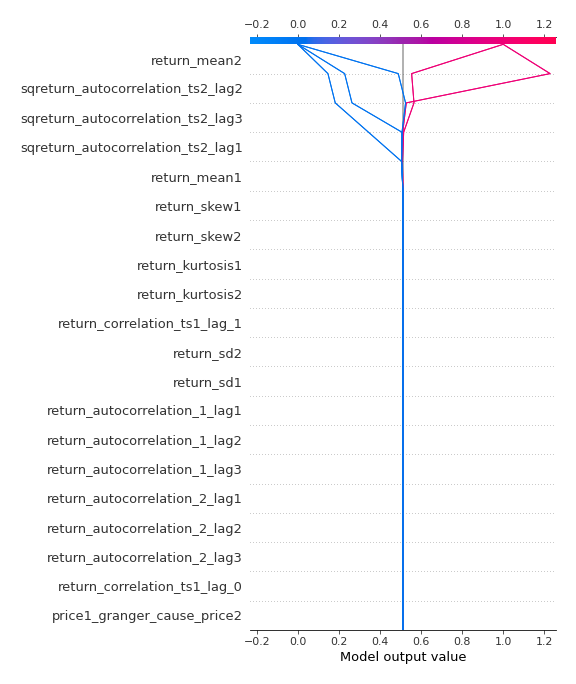 −0.2 0.0 0.2 0.4 0.6 0.8 1.0 1.2
return_mean2
sqreturn_autocorrelation_ts2_lag2
sqreturn_autocorrelation_ts2_lag3
sqreturn_autocorrelation_ts2_lag1
return_mean1
return_skew1
return_skew2
return_kurtosis1
return_kurtosis2
return_correlation_ts1_lag_1
return_sd2
return_sd1
return_autocorrelation_1_lag1
return_autocorrelation_1_lag2
return_autocorrelation_1_lag3
return_autocorrelation_2_lag1
return_autocorrelation_2_lag2
return_autocorrelation_2_lag3
return_correlation_ts1_lag_0
price1_granger_cause_price2
−0.2 0.0 0.2 0.4 0.6 0.8 1.0 1.2
Model output value